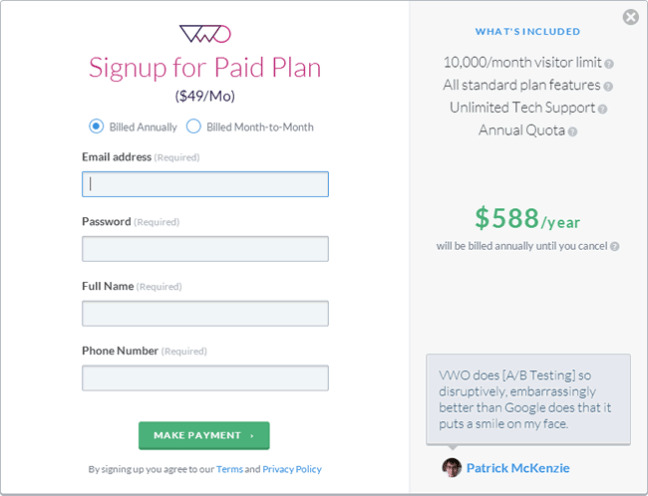 VWO
Signup for Paid Plan
($49/Mo)
Billed Annually Billed Month-to-Month
Email address (Required)
Password (Required)
Full Name (Required)
Phone Number (Required)
MAKE PAYMENT ›
By signing up you agree to our Terms and Privacy Policy
WHAT'S INCLUDED
10,000/month visitor limit ?
All standard plan features ?
Unlimited Tech Support ?
Annual Quota ?
$588/year
will be billed annually until you cancel ?
VWO does [A/B Testing] so
disruptively, embarrassingly
better than Google does that it
puts a smile on my face.
Patrick McKenzie